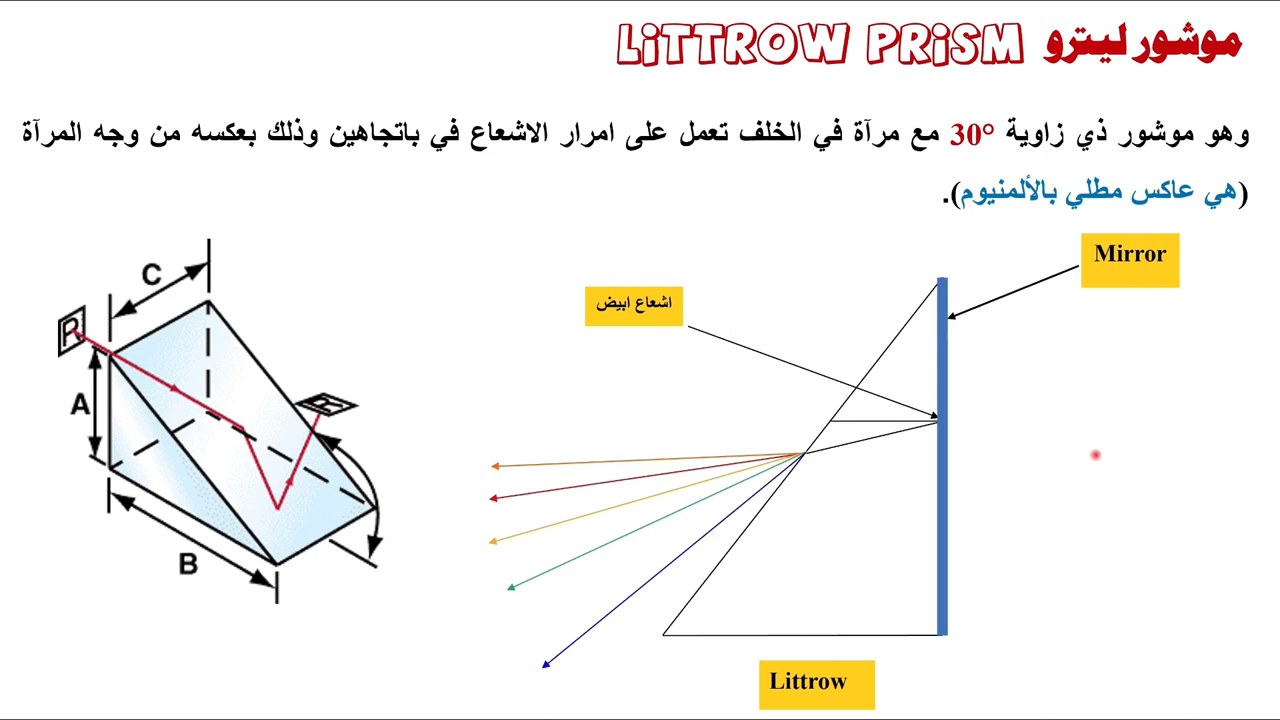 موشور ليترو LITTROW PRISM
وهو موشور ذي زاوية 30° مع مرآة في الخلف تعمل على امرار الاشعاع في باتجاهين وذلك بعكسه من وجه المرآة
(هي عاكس مطلي بالألمنيوم).
Mirror
اشعاع ابيض
C
R
A
R
B
Littrow